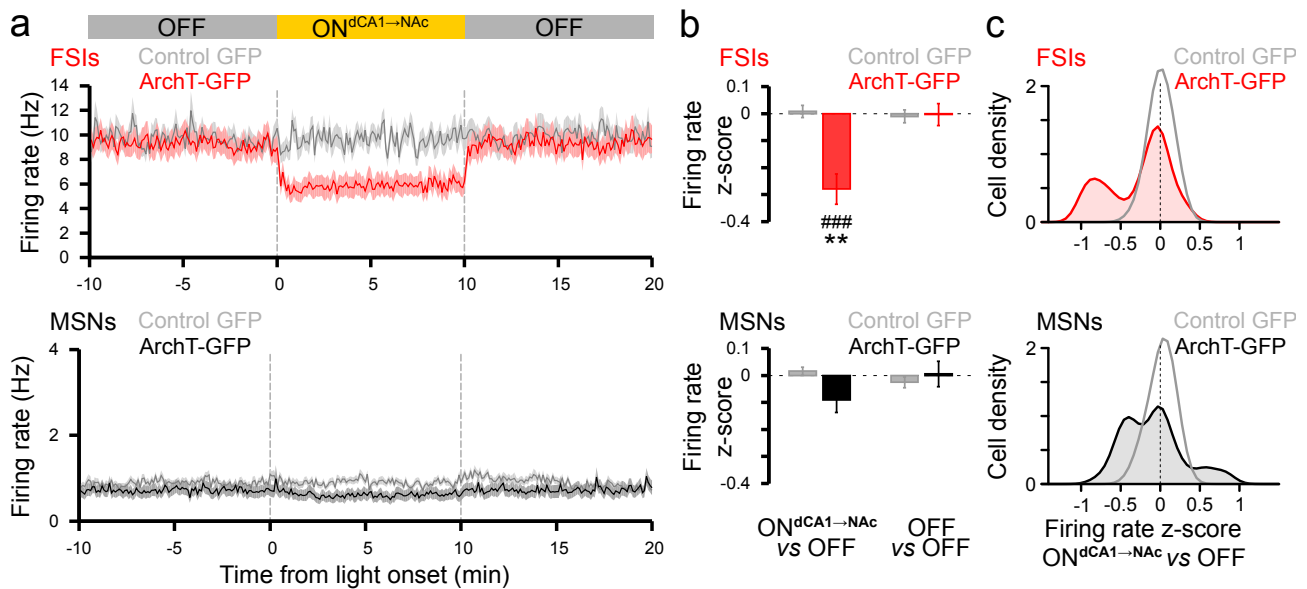 a
OFF ON^dCA1→NAc OFF
FSIs Control GFP
ArchT-GFP
Firing rate (Hz)
14
12
10
8
6
4
2
0
-10 -5 0 5 10 15 20
MSNs Control GFP
ArchT-GFP
Firing rate (Hz)
4
2
0
-10 -5 0 5 10 15 20
Time from light onset (min)
b
FSIs Control GFP
ArchT-GFP
Firing rate
z-score
0.1
0
-0.4
###
**
MSNs Control GFP
ArchT-GFP
Firing rate
z-score
0.1
0
-0.4
ON^dCA1→NAc OFF
vs OFF vs OFF
c
FSIs Control GFP
ArchT-GFP
Cell density
2
0
-1 -0.5 0 0.5 1
MSNs Control GFP
ArchT-GFP
Cell density
2
0
-1 -0.5 0 0.5 1
Firing rate z-score
ON^dCA1→NAc vs OFF